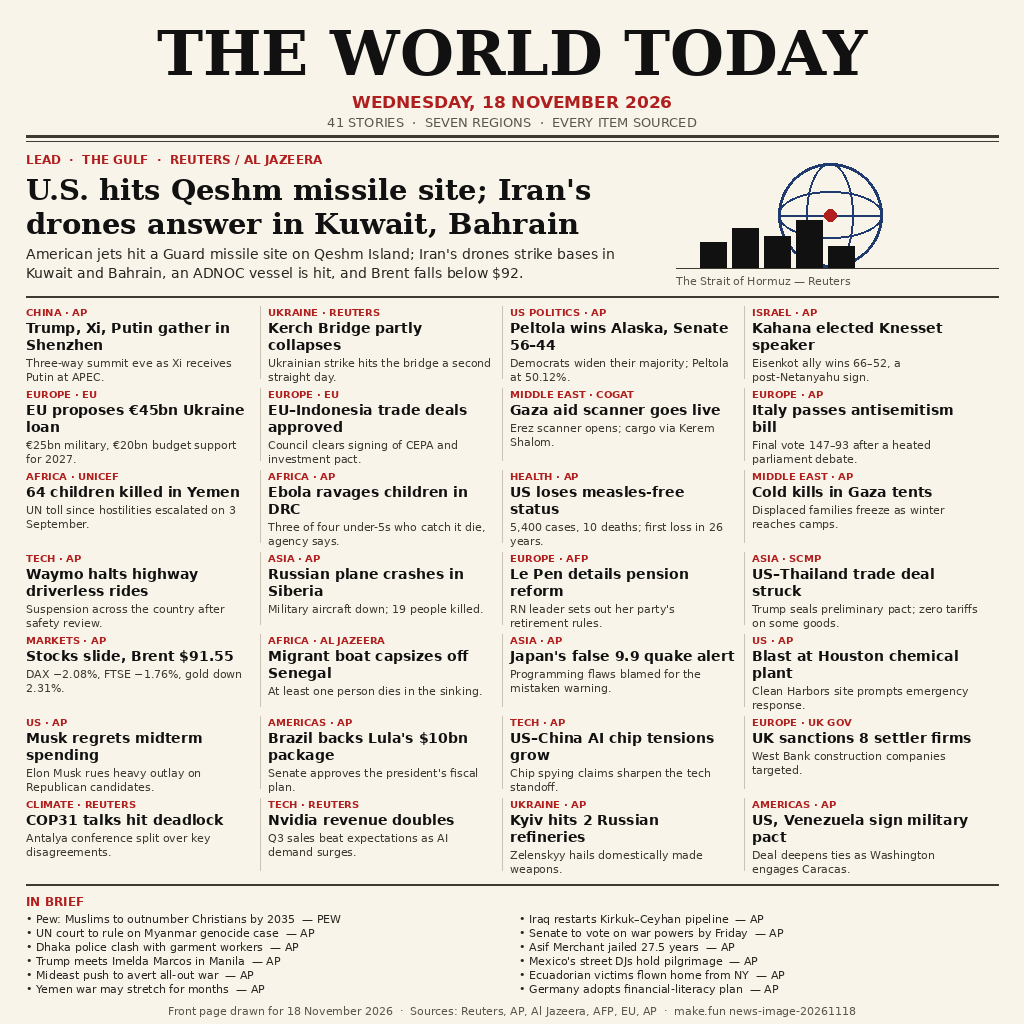 THE WORLD TODAY
WEDNESDAY, 18 NOVEMBER 2026
41 STORIES · SEVEN REGIONS · EVERY ITEM SOURCED
LEAD · THE GULF · REUTERS / AL JAZEERA
U.S. hits Qeshm missile site; Iran's
drones answer in Kuwait, Bahrain
American jets hit a Guard missile site on Qeshm Island; Iran's drones strike bases in
Kuwait and Bahrain, an ADNOC vessel is hit, and Brent falls below $92.
The Strait of Hormuz — Reuters
CHINA · AP
Trump, Xi, Putin gather in
Shenzhen
Three-way summit eve as Xi receives
Putin at APEC.
UKRAINE · REUTERS
Kerch Bridge partly
collapses
Ukrainian strike hits the bridge a second
straight day.
US POLITICS · AP
Peltola wins Alaska, Senate
56–44
Democrats widen their majority; Peltola
at 50.12%.
ISRAEL · AP
Kahana elected Knesset
speaker
Eisenkot ally wins 66–52, a
post-Netanyahu sign.
EUROPE · EU
EU proposes €45bn Ukraine
loan
€25bn military, €20bn budget support
for 2027.
EUROPE · EU
EU–Indonesia trade deals
approved
Council clears signing of CEPA and
investment pact.
MIDDLE EAST · COGAT
Gaza aid scanner goes live
Erez scanner opens; cargo via Kerem
Shalom.
EUROPE · AP
Italy passes antisemitism
bill
Final vote 147–93 after a heated
parliament debate.
AFRICA · UNICEF
64 children killed in Yemen
UN toll since hostilities escalated on 3
September.
AFRICA · AP
Ebola ravages children in
DRC
Three of four under-5s who catch it die,
agency says.
HEALTH · AP
US loses measles-free
status
5,400 cases, 10 deaths; first loss in 26
years.
MIDDLE EAST · AP
Cold kills in Gaza tents
Displaced families freeze as winter
reaches camps.
TECH · AP
Waymo halts highway
driverless rides
Suspension across the country after
safety review.
ASIA · AP
Russian plane crashes in
Siberia
Military aircraft down; 19 people killed.
EUROPE · AFP
Le Pen details pension
reform
RN leader sets out her party's
retirement rules.
ASIA · SCMP
US–Thailand trade deal
struck
Trump seals preliminary pact; zero tariffs
on some goods.
MARKETS · AP
Stocks slide, Brent $91.55
DAX −2.08%, FTSE −1.76%, gold down
2.31%.
AFRICA · AL JAZEERA
Migrant boat capsizes off
Senegal
At least one person dies in the sinking.
ASIA · AP
Japan's false 9.9 quake alert
Programming flaws blamed for the
mistaken warning.
US · AP
Blast at Houston chemical
plant
Clean Harbors site prompts emergency
response.
US · AP
Musk regrets midterm
spending
Elon Musk rues heavy outlay on
Republican candidates.
AMERICAS · AP
Brazil backs Lula's $10bn
package
Senate approves the president's fiscal
plan.
TECH · AP
US–China AI chip tensions
grow
Chip spying claims sharpen the tech
standoff.
EUROPE · UK GOV
UK sanctions 8 settler firms
West Bank construction companies
targeted.
CLIMATE · REUTERS
COP31 talks hit deadlock
Antalya conference split over key
disagreements.
TECH · REUTERS
Nvidia revenue doubles
Q3 sales beat expectations as AI
demand surges.
UKRAINE · AP
Kyiv hits 2 Russian
refineries
Zelenskyy hails domestically made
weapons.
AMERICAS · AP
US, Venezuela sign military
pact
Deal deepens ties as Washington
engages Caracas.
IN BRIEF
• Pew: Muslims to outnumber Christians by 2035 — PEW
• UN court to rule on Myanmar genocide case — AP
• Dhaka police clash with garment workers — AP
• Trump meets Imelda Marcos in Manila — AP
• Mideast push to avert all-out war — AP
• Yemen war may stretch for months — AP
• Iraq restarts Kirkuk–Ceyhan pipeline — AP
• Senate to vote on war powers by Friday — AP
• Asif Merchant jailed 27.5 years — AP
• Mexico's street DJs hold pilgrimage — AP
• Ecuadorian victims flown home from NY — AP
• Germany adopts financial-literacy plan — AP
Front page drawn for 18 November 2026 · Sources: Reuters, AP, Al Jazeera, AFP, EU, AP · make.fun news-image-20261118